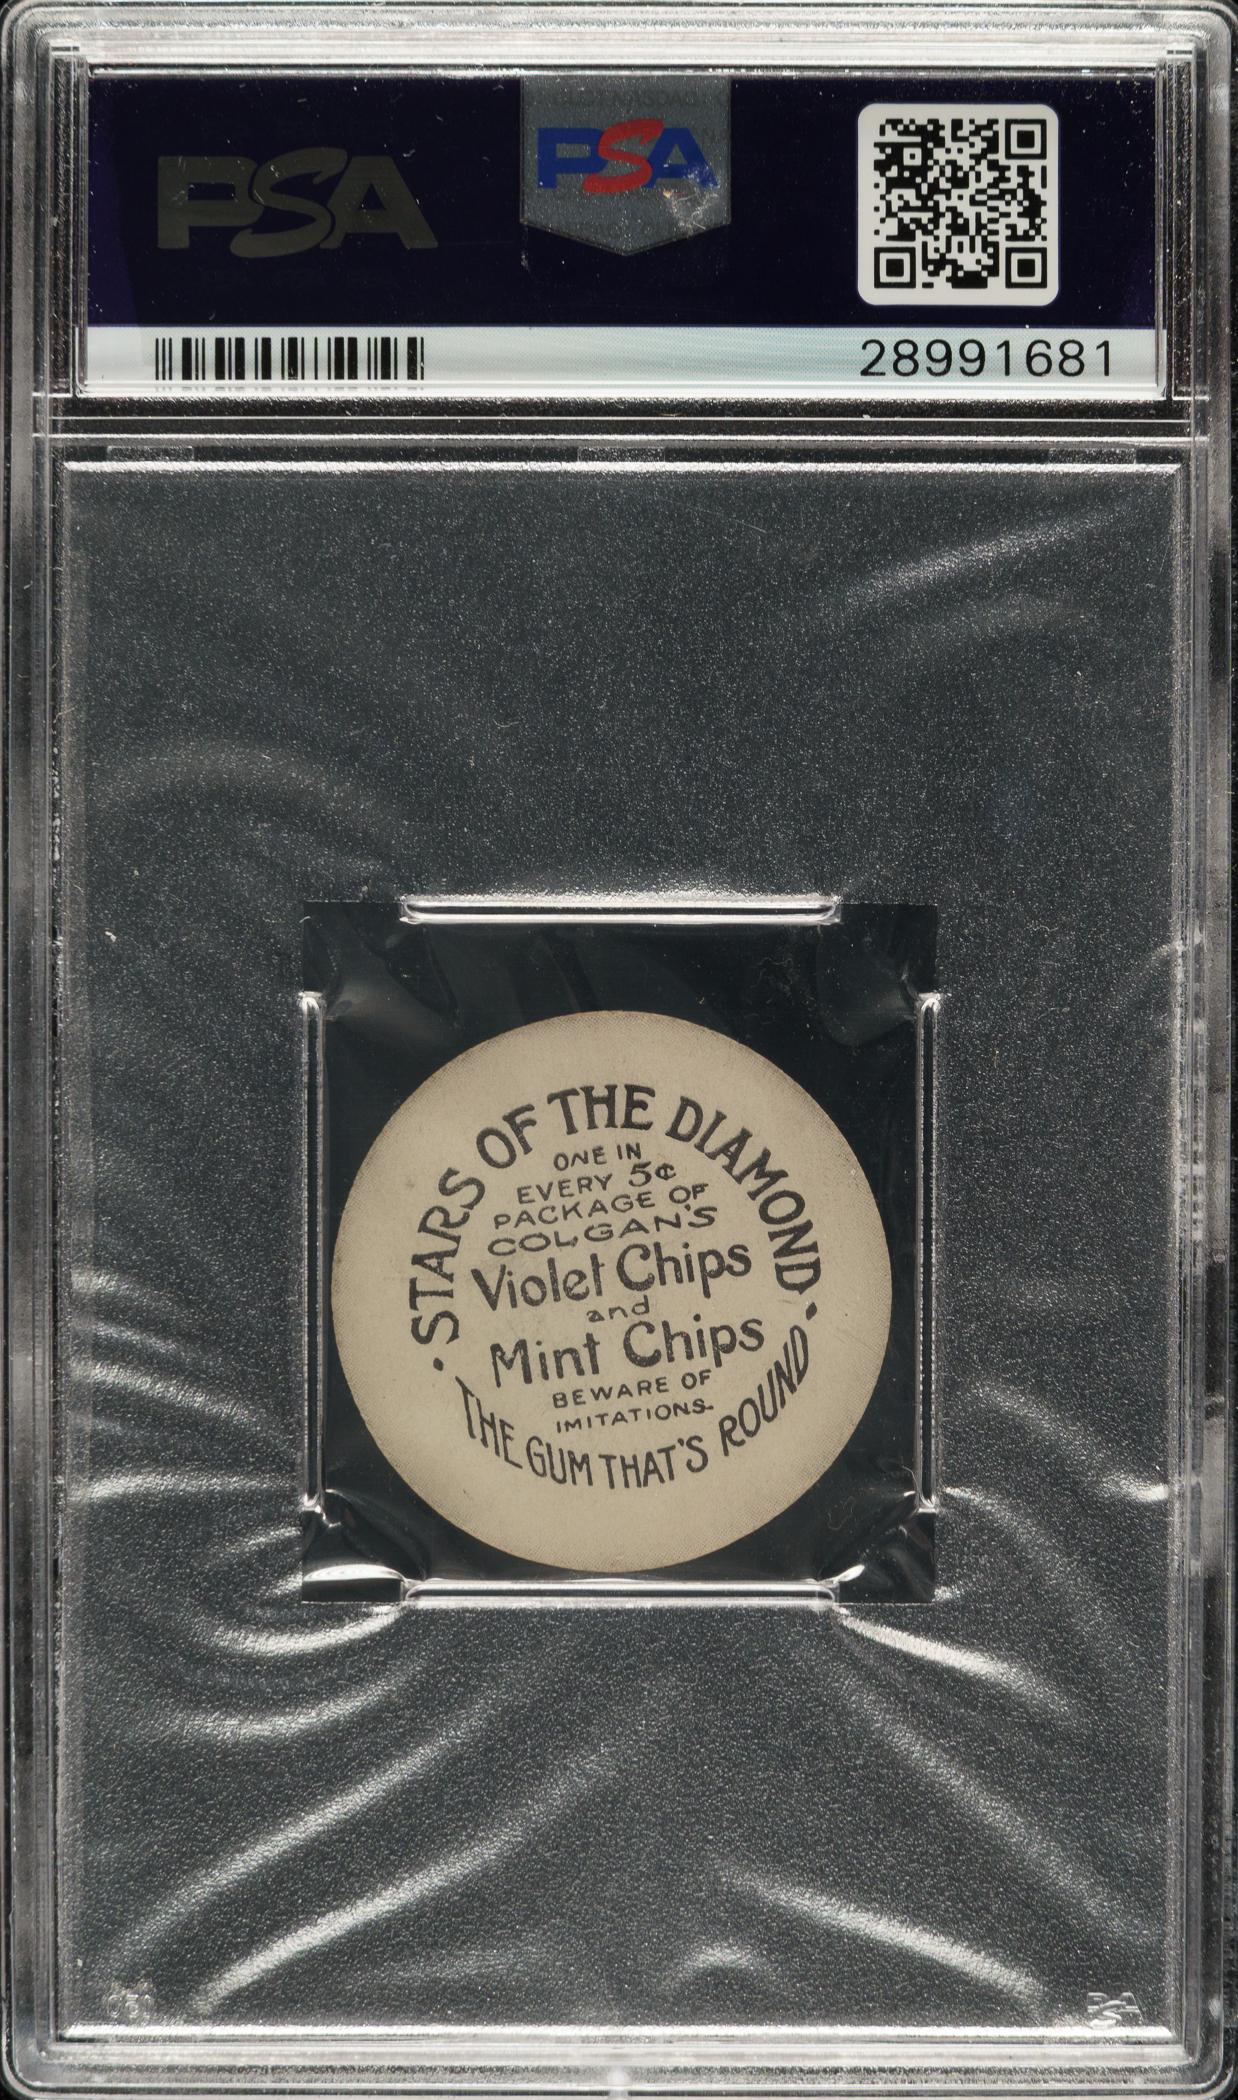 PSA
PSA
28991681
STARS OF THE DIAMOND
ONE IN
EVERY 5¢
PACKAGE OF
COLGAN'S
Violet Chips
and
Mint Chips
BEWARE OF
IMITATIONS.
THE GUM THAT'S ROUND
PSA